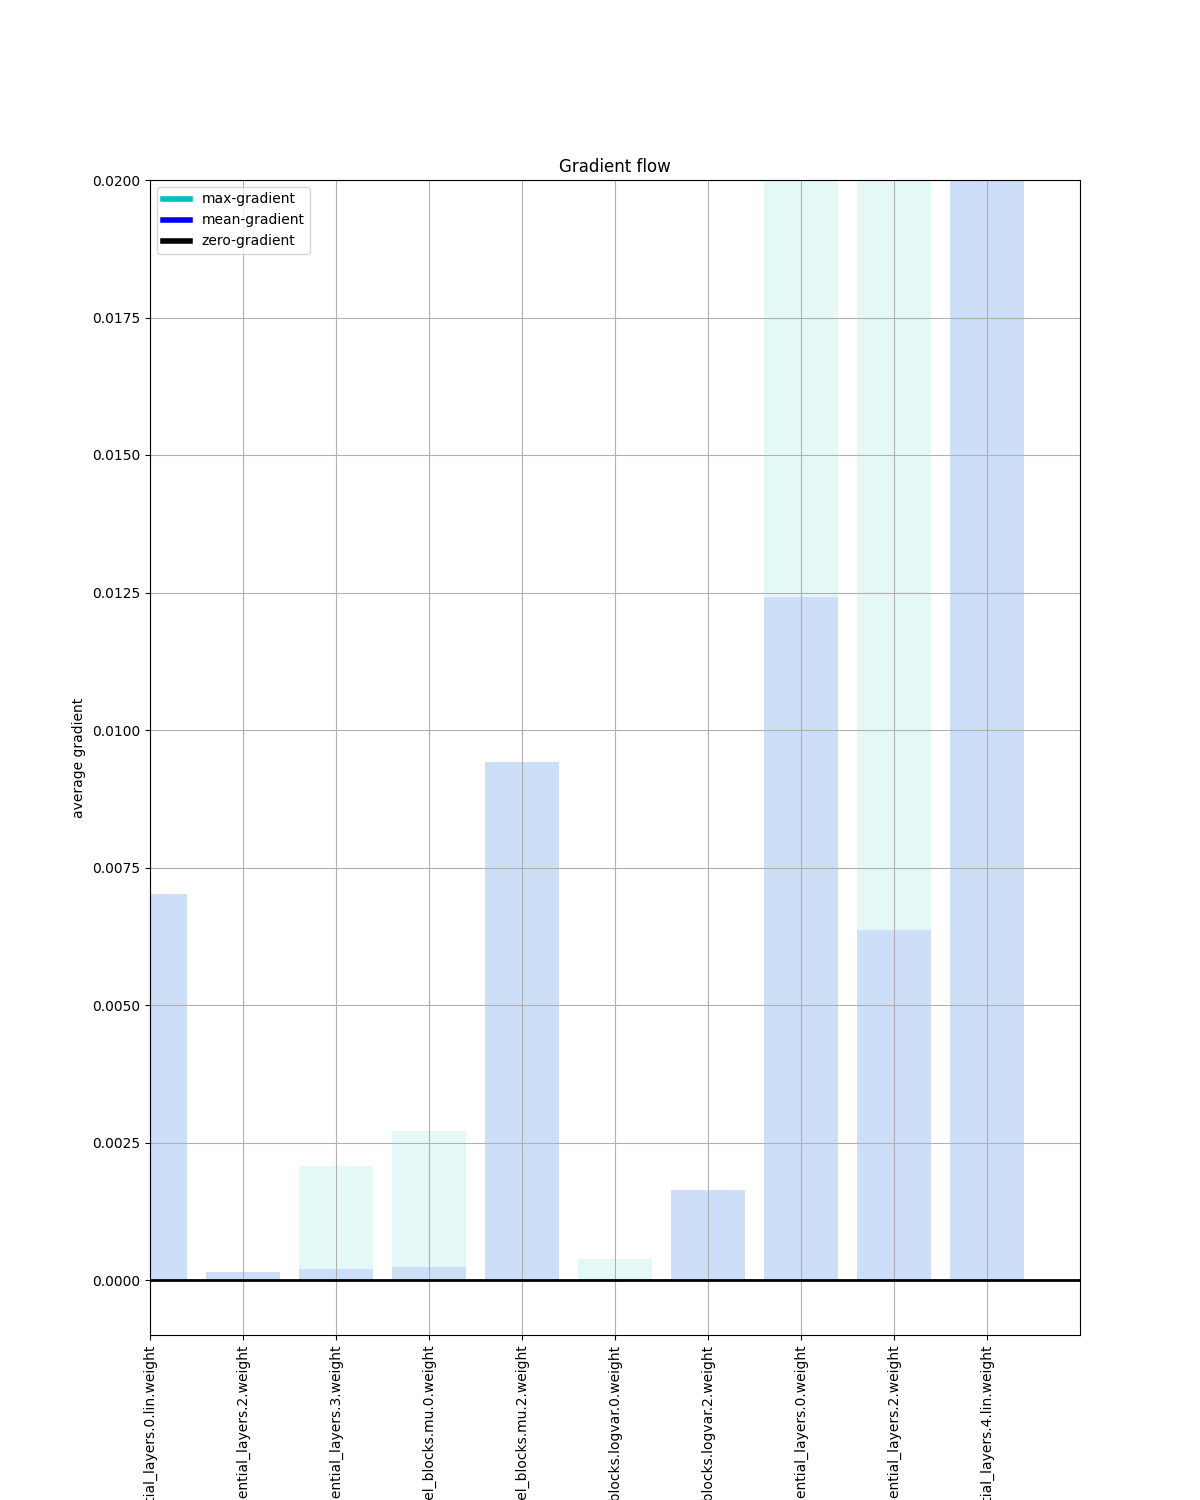 Gradient flow
max-gradient
mean-gradient
zero-gradient
0.0200
0.0175
0.0150
0.0125
0.0100
0.0075
0.0050
0.0025
0.0000
average gradient
tial_layers.0.lin.weight
ential_layers.2.weight
ential_layers.3.weight
el_blocks.mu.0.weight
el_blocks.mu.2.weight
blocks.logvar.0.weight
blocks.logvar.2.weight
ential_layers.0.weight
ential_layers.2.weight
tial_layers.4.lin.weight